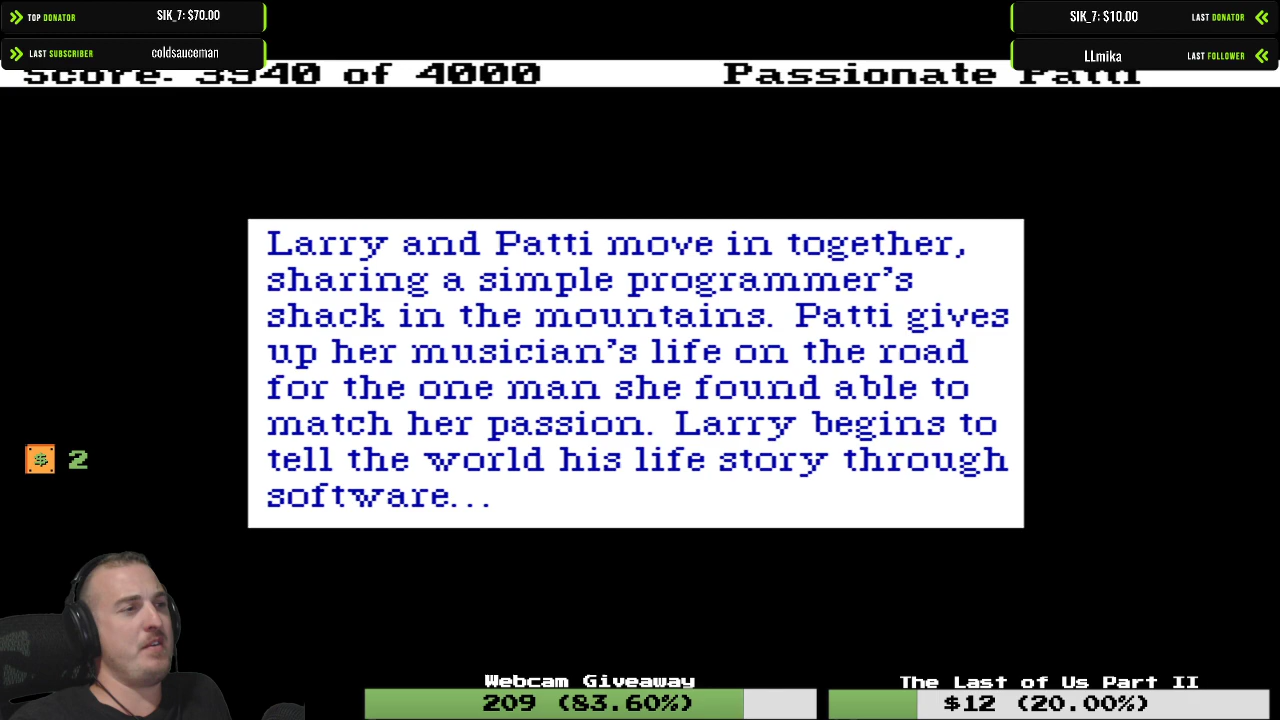 TOP DONATOR
SIK_7: $70.00
SIK_7: $10.00
LAST DONATOR
LAST SUBSCRIBER
coldsauceman
LLmika
LAST FOLLOWER
Score: 3940 of 4000
Passionate Patti
Larry and Patti move in together,
sharing a simple programmer's
shack in the mountains. Patti gives
up her musician's life on the road
for the one man she found able to
match her passion. Larry begins to
tell the world his life story through
software...
$ 2
Webcam Giveaway
209 (83.60%)
The Last of Us Part II
$12 (20.00%)